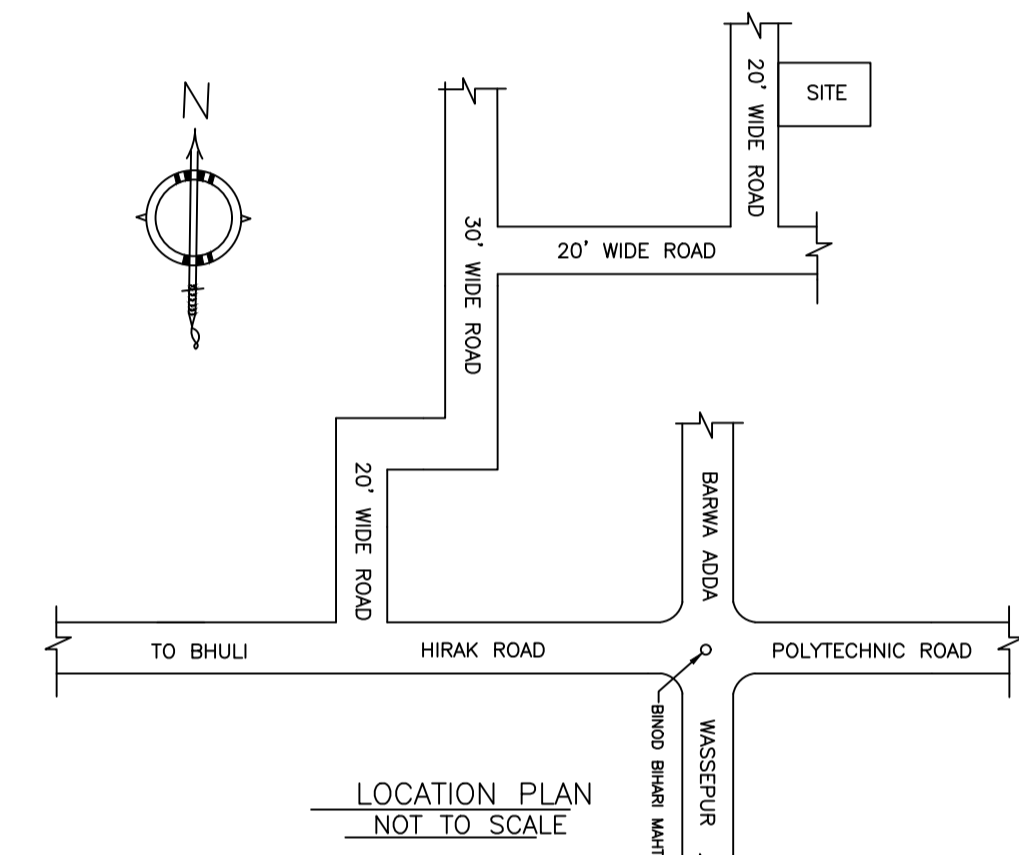 N
20' WIDE ROAD
SITE
30' WIDE ROAD
20' WIDE ROAD
20' WIDE ROAD
BARWA ADDA
TO BHULI
HIRAK ROAD
POLYTECHNIC ROAD
BINOD BIHARI
WASSEPUR
LOCATION PLAN
NOT TO SCALE